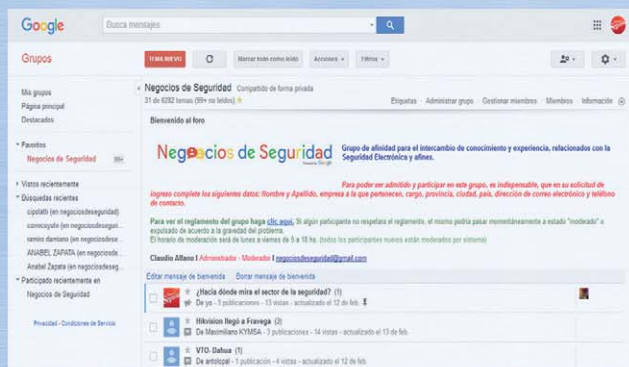 Google
Busca mensajes
Grupos
TEMA NUEVO
Marcar todo como leído
Acciones
Filtros
Mis grupos
Página principal
Destacados
Favoritos
Negocios de Seguridad 99+
Vistos recientemente
Búsquedas recientes
cipolatti (en negociosdeseguridad)
(en negociosdesegur...
ramiro damiano (en negociosdese...
ANABEL ZAPATA (en negociosde...
Anabel Zapata (en negociosdeseg...
Participado recientemente en
Negocios de Seguridad
Privacidad - Condiciones de Servicio
Negocios de Seguridad Compartido de forma privada
31 de 6282 temas (99+ no leídos)
Etiquetas Administrar grupo Gestionar miembros Miembros Información
Bienvenido al foro
Negocios de Seguridad
Grupo de afinidad para el intercambio de conocimiento y experiencia, relacionados con la
Seguridad Electrónica y afines.
Para poder ser admitido y participar en este grupo, es indispensable, que en su solicitud de
ingreso complete los siguientes datos: Nombre y Apellido, empresa a la que pertenecen, cargo, provincia, ciudad, país, dirección de correo electrónico y teléfono
de contacto.
Para ver el reglamento del grupo haga clic aquí. Si algún participante no respetara el reglamento, el mismo podría pasar momentáneamente a estado "moderado" o
expulsado de acuerdo a la gravedad del problema.
El horario de moderación será de lunes a viernes de 5 a 18 hs. (todos los participantes nuevos están moderados por sistema)
Claudio Alfano I Administrador - Moderador I negociosdeseguridad@gmail.com
Editar mensaje de bienvenida Borrar mensaje de bienvenida
¿Hacia dónde mira el sector de la seguridad? (1)
De yo - 3 publicaciones - 13 vistas - actualizado el 12 de feb.
Hikvision llegó a Fravega (3)
De Maximiliano KYMSA - 3 publicaciones - 14 vistas - actualizado el 13 de feb.
VTO- Dahua (1)
De antolopal - 1 publicación - 4 vistas - actualizado el 12 de feb.